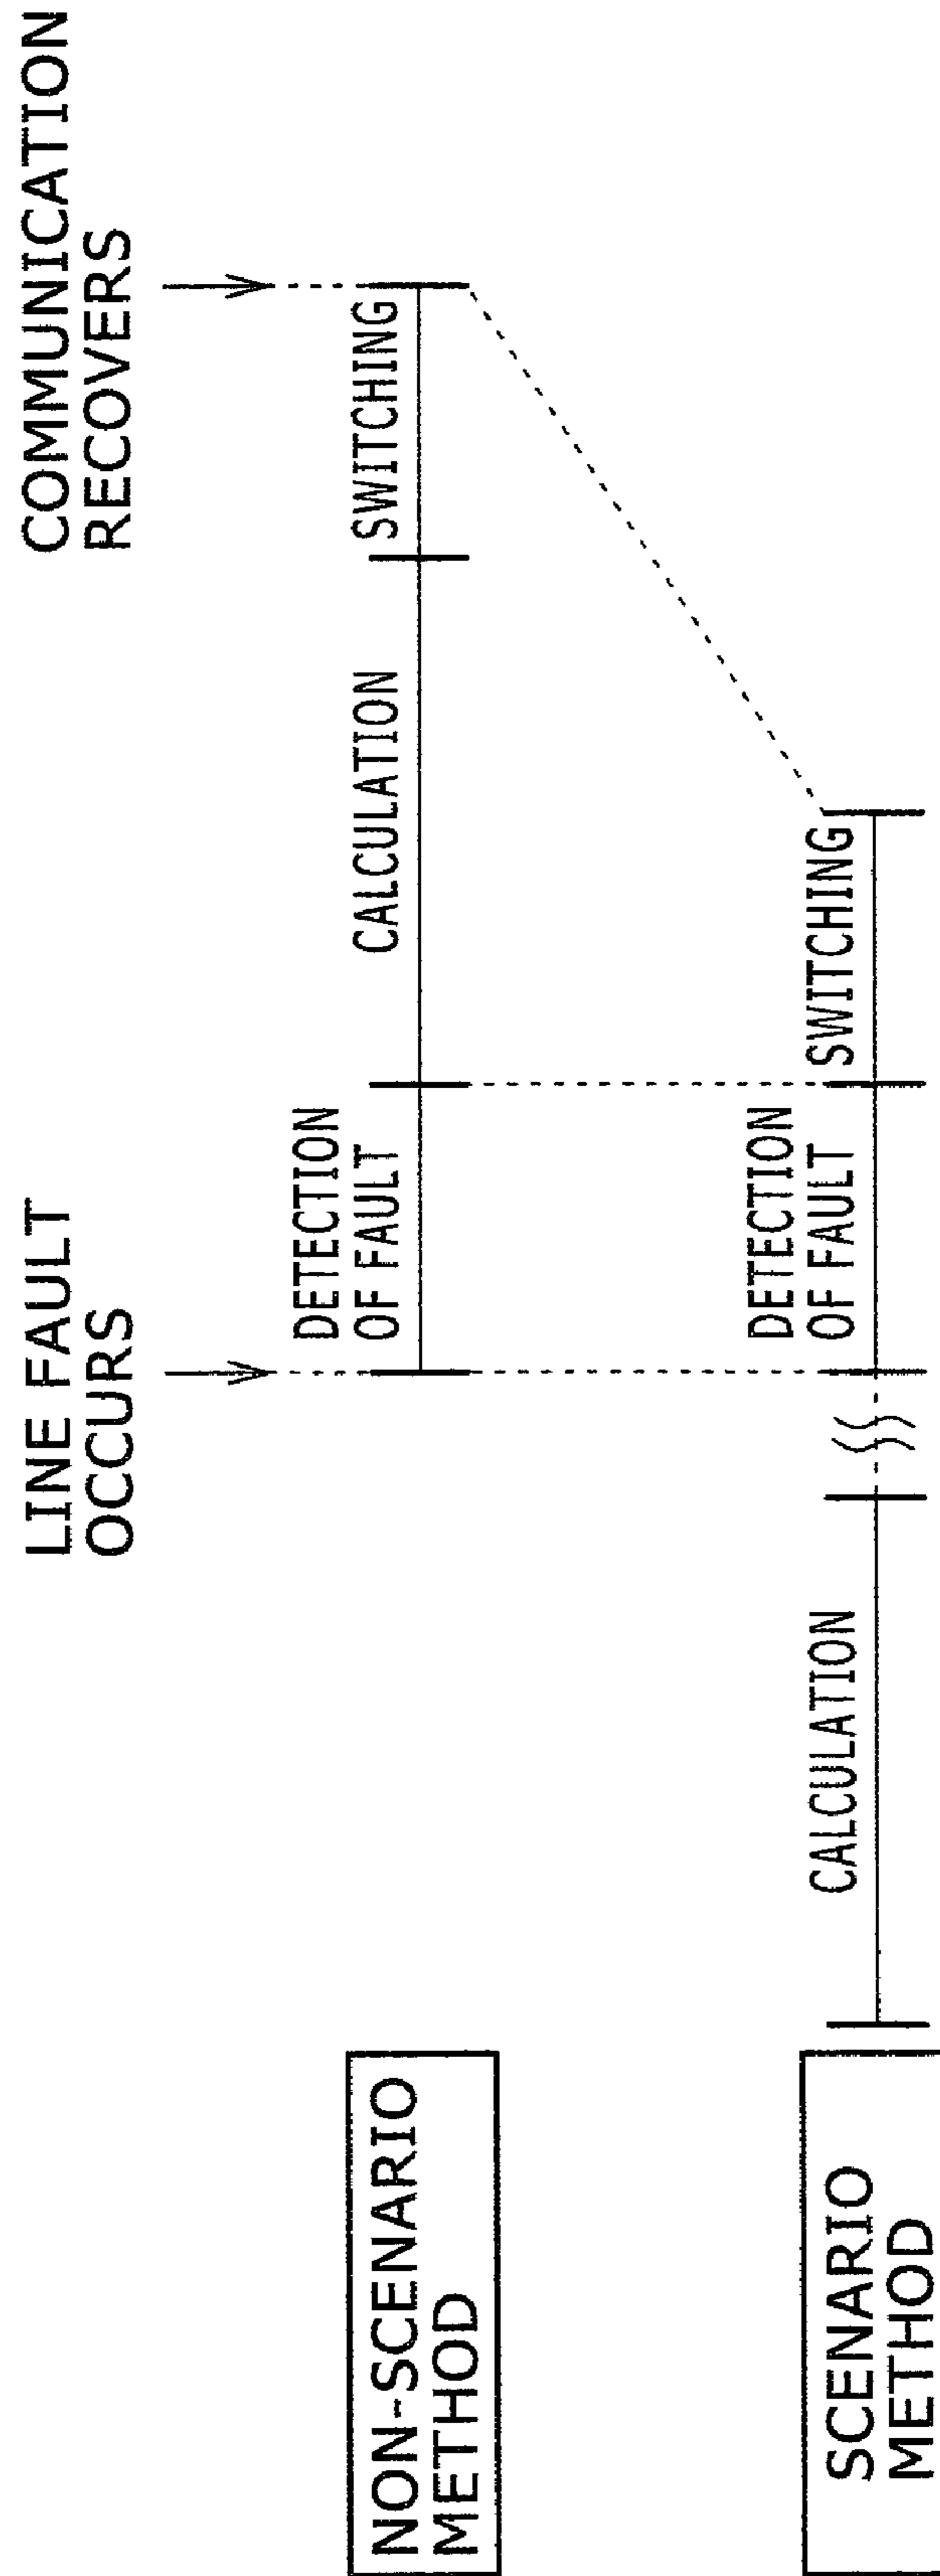 LINE FAULT
OCCURS
COMMUNICATION
RECOVERS
NON-SCENARIO
METHOD
DETECTION
OF FAULT
CALCULATION
SWITCHING
SCENARIO
METHOD
CALCULATION
DETECTION
OF FAULT
SWITCHING